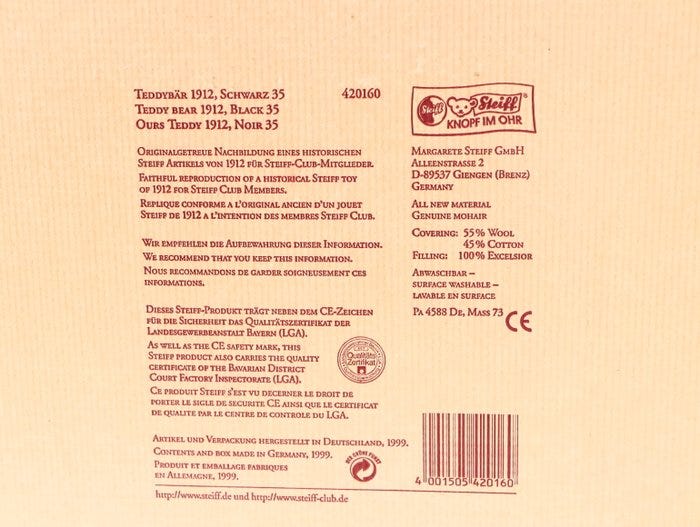 Teddybär 1912, Schwarz 35 420160
Teddy bear 1912, Black 35
Ours Teddy 1912, Noir 35
Originalgetreue Nachbildung eines historischen
Steiff Artikels von 1912 für Steiff-Club-Mitglieder.
Faithful reproduction of a historical Steiff toy
of 1912 for Steiff Club Members.
Replique conforme a l'original ancien d'un jouet
Steiff de 1912 a l'intention des membres Steiff Club.
Wir empfehlen die Aufbewahrung dieser Information.
We recommend that you keep this information.
Nous recommandons de garder soigneusement ces
informations.
Dieses Steiff-Produkt trägt neben dem CE-Zeichen
für die Sicherheit das Qualitätszertifikat der
Landesgewerbeanstalt Bayern (LGA).
As well as the CE safety mark, this
Steiff product also carries the quality
certificate of the Bavarian District
Court Factory Inspectorate (LGA).
Ce produit Steiff s'est vu decerner le droit de
porter le sigle de securite CE ainsi que le certificat
de qualite par le centre de controle du LGA.
Qualitäts
Zertifikat
Artikel und Verpackung hergestellt in Deutschland, 1999.
Contents and box made in Germany, 1999.
Produit et emballage fabriques
en Allemagne, 1999.
DER GRÜNE PUNKT
http://www.steiff.de und http://www.steiff-club.de
Steiff
Steiff®
KNOPF IM OHR
Margarete Steiff GmbH
Alleenstrasse 2
D-89537 Giengen (Brenz)
Germany
All new material
Genuine mohair
Covering: 55% Wool
45% Cotton
Filling: 100% Excelsior
Abwaschbar –
surface washable –
lavable en surface
Pa 4588 De, Mass 73 CE
4 001505 420160